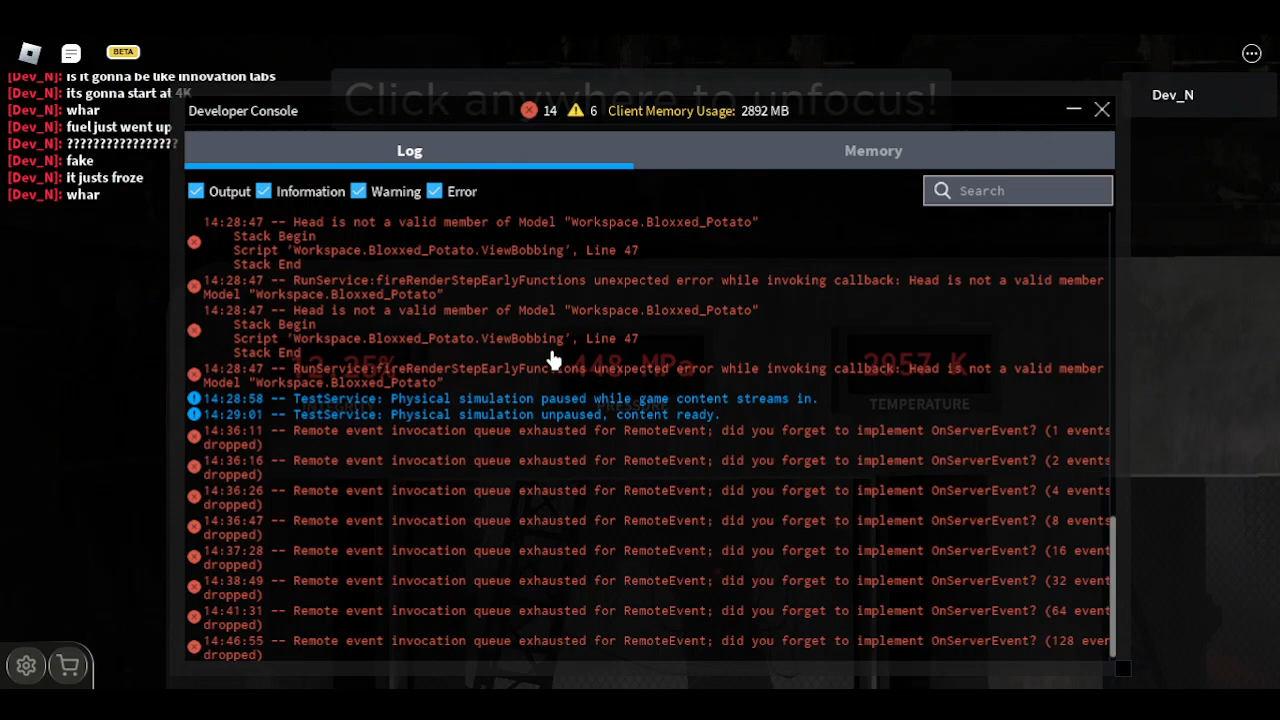 BETA
[Dev_N]: is it gonna be like innovation labs
[Dev_N]: its gonna start at 4K
[Dev_N]: whar
[Dev_N]: fuel just went up
[Dev_N]: ????????????????
[Dev_N]: fake
[Dev_N]: it justs froze
[Dev_N]: whar
Click anywhere to unfocus!
Dev_N
Developer Console 14 6 Client Memory Usage: 2892 MB
Log Memory
Output Information Warning Error Search
14:28:47 -- Head is not a valid member of Model "Workspace.Bloxxed_Potato"
Stack Begin
Script 'Workspace.Bloxxed_Potato.ViewBobbing', Line 47
Stack End
14:28:47 -- RunService:fireRenderStepEarlyFunctions unexpected error while invoking callback: Head is not a valid member
Model "Workspace.Bloxxed_Potato"
14:28:47 -- Head is not a valid member of Model "Workspace.Bloxxed_Potato"
Stack Begin
Script 'Workspace.Bloxxed_Potato.ViewBobbing', Line 47
Stack End
14:28:47 -- RunService:fireRenderStepEarlyFunctions unexpected error while invoking callback: Head is not a valid member
Model "Workspace.Bloxxed_Potato"
14:28:58 -- TestService: Physical simulation paused while game content streams in.
14:29:01 -- TestService: Physical simulation unpaused, content ready.
14:36:11 -- Remote event invocation queue exhausted for RemoteEvent; did you forget to implement OnServerEvent? (1 events
dropped)
14:36:16 -- Remote event invocation queue exhausted for RemoteEvent; did you forget to implement OnServerEvent? (2 events
dropped)
14:36:26 -- Remote event invocation queue exhausted for RemoteEvent; did you forget to implement OnServerEvent? (4 events
dropped)
14:36:47 -- Remote event invocation queue exhausted for RemoteEvent; did you forget to implement OnServerEvent? (8 events
dropped)
14:37:28 -- Remote event invocation queue exhausted for RemoteEvent; did you forget to implement OnServerEvent? (16 event
dropped)
14:38:49 -- Remote event invocation queue exhausted for RemoteEvent; did you forget to implement OnServerEvent? (32 event
dropped)
14:41:31 -- Remote event invocation queue exhausted for RemoteEvent; did you forget to implement OnServerEvent? (64 event
dropped)
14:46:55 -- Remote event invocation queue exhausted for RemoteEvent; did you forget to implement OnServerEvent? (128 even
dropped)
12.25% 448 MPa 2957 K
INTEGRITY PRESSURE TEMPERATURE